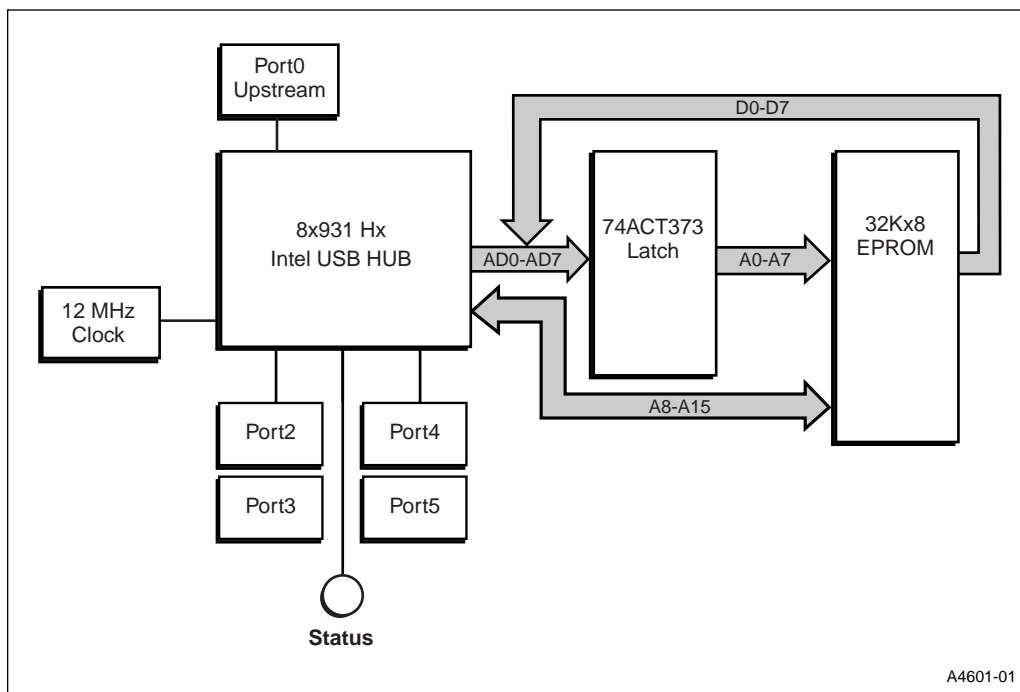 Port0
Upstream
D0-D7
8x931 Hx
Intel USB HUB
74ACT373
Latch
32Kx8
EPROM
AD0-AD7
A0-A7
12 MHz
Clock
A8-A15
Port2
Port4
Port3
Port5
Status
A4601-01